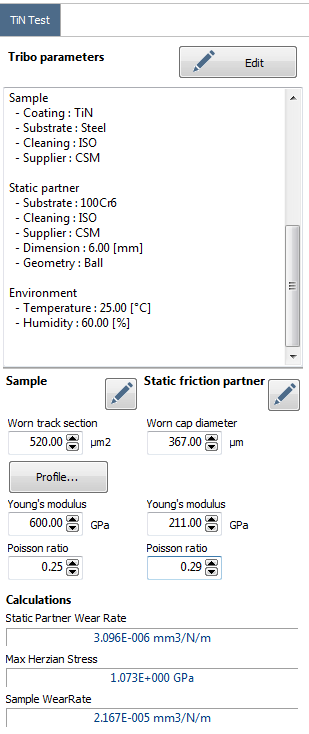 TiN Test
Tribo parameters
Edit
Sample
- Coating : TiN
- Substrate : Steel
- Cleaning : ISO
- Supplier : CSM
Static partner
- Substrate : 100Cr6
- Cleaning : ISO
- Supplier : CSM
- Dimension : 6.00 [mm]
- Geometry : Ball
Environment
- Temperature : 25.00 [°C]
- Humidity : 60.00 [%]
Sample Static friction partner
Worn track section Worn cap diameter
520.00 µm2 367.00 µm
Profile...
Young's modulus Young's modulus
600.00 GPa 211.00 GPa
Poisson ratio Poisson ratio
0.25 0.29
Calculations
Static Partner Wear Rate
3.096E-006 mm3/N/m
Max Herzian Stress
1.073E+000 GPa
Sample WearRate
2.167E-005 mm3/N/m